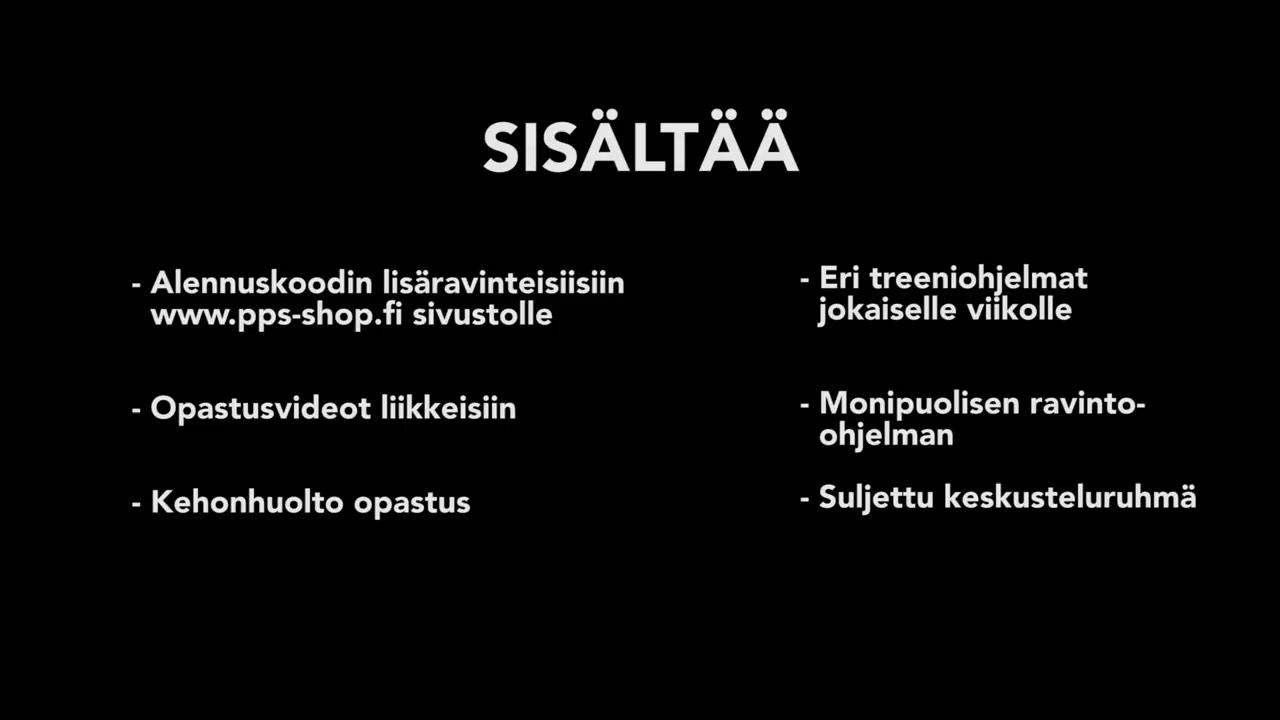 SISÄLTÄÄ
- Alennuskoodin lisäravinteisiisiin
www.pps-shop.fi sivustolle
- Opastusvideot liikkeisiin
- Kehonhuolto opastus
- Eri treeniohjelmat
jokaiselle viikolle
- Monipuolisen ravinto-
ohjelman
- Suljettu keskusteluruhmä